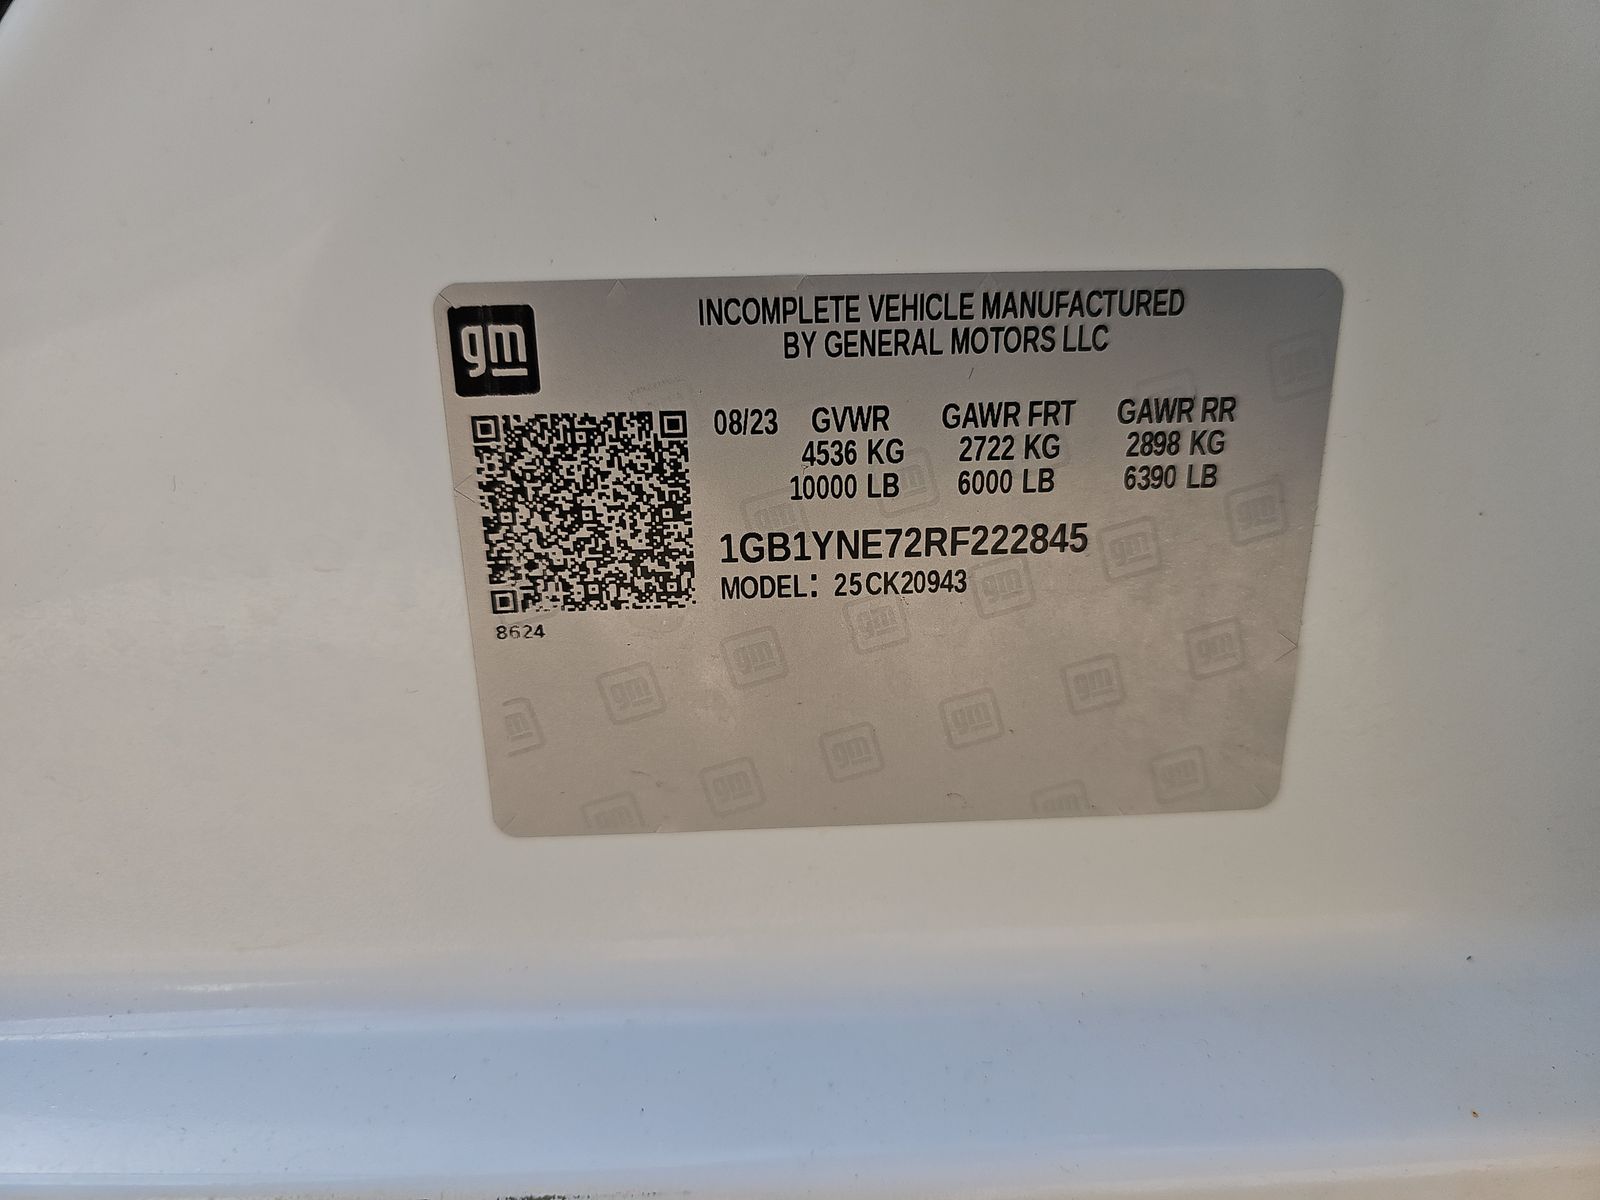 gm
INCOMPLETE VEHICLE MANUFACTURED
BY GENERAL MOTORS LLC
08/23 GVWR GAWR FRT GAWR RR
4536 KG 2722 KG 2898 KG
10000 LB 6000 LB 6390 LB
1GB1YNE72RF222845
MODEL: 25CK20943
8624